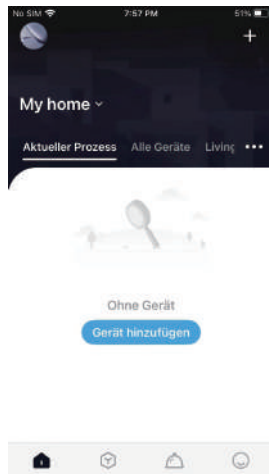 No SIM 7:57 PM 51%
My home
Aktueller Prozess Alle Geräte Living
Ohne Gerät
Gerät hinzufügen